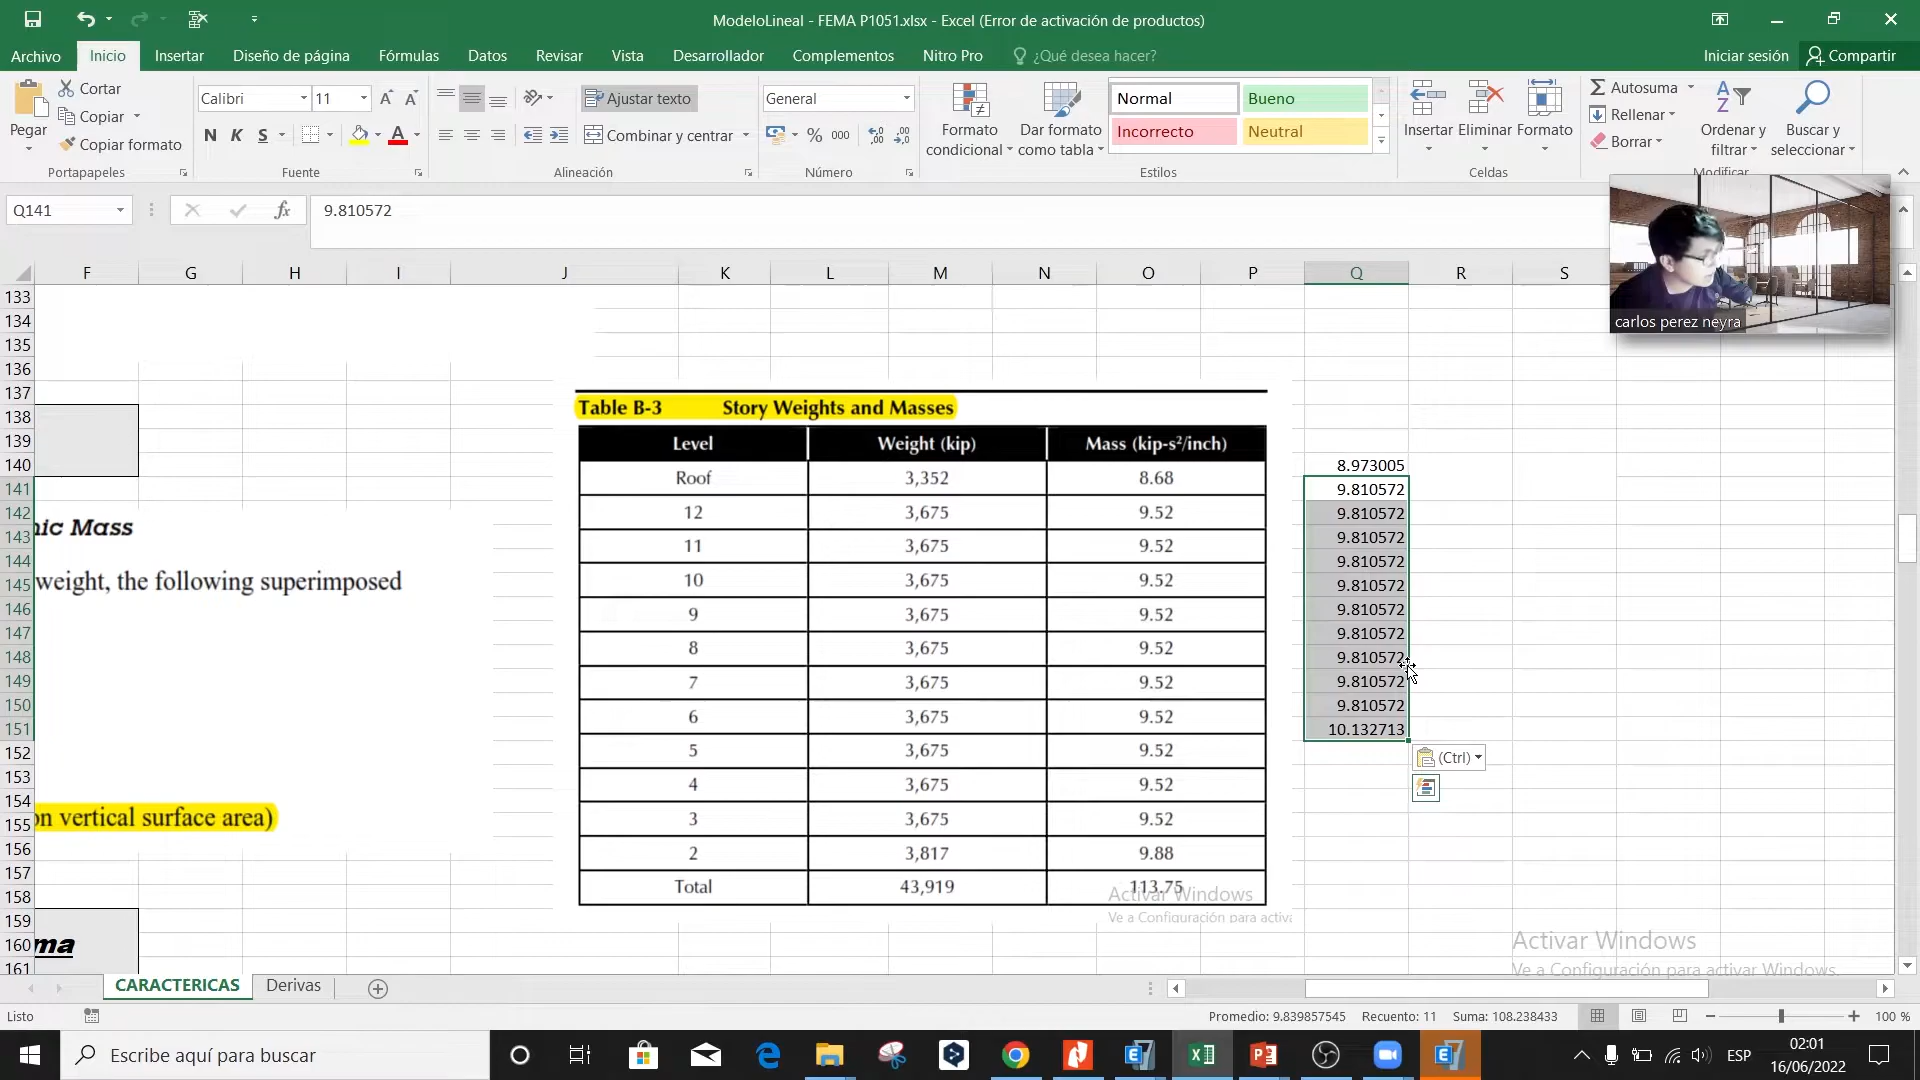 ModeloLineal - FEMA P1051.xlsx - Excel (Error de activación de productos)
Archivo Inicio Insertar Diseño de página Fórmulas Datos Revisar Vista Desarrollador Complementos Nitro Pro ¿Qué desea hacer? Iniciar sesión Compartir
Pegar
Cortar
Copiar
Copiar formato
Portapapeles
Calibri 11
N K S
Fuente
Ajustar texto
Combinar y centrar
Alineación
General
% 000
Número
Formato condicional
Dar formato como tabla
Normal Bueno
Incorrecto Neutral
Estilos
Insertar Eliminar Formato
Celdas
Autosuma
Rellenar
Borrar
Ordenar y filtrar
Buscar y seleccionar
Modificar
Q141 fx 9.810572
carlos perez neyra
F G H I J K L M N O P Q R S
133
134
135
136
137
138
139
140
141
142
143
144
145
146
147
148
149
150
151
152
153
154
155
156
157
158
159
160
161
nic Mass
weight, the following superimposed
on vertical surface area)
ma
Table B-3 Story Weights and Masses
Level Weight (kip) Mass (kip-s²/inch)
Roof 3,352 8.68
12 3,675 9.52
11 3,675 9.52
10 3,675 9.52
9 3,675 9.52
8 3,675 9.52
7 3,675 9.52
6 3,675 9.52
5 3,675 9.52
4 3,675 9.52
3 3,675 9.52
2 3,817 9.88
Total 43,919 113.75
Activar Windows
Ve a Configuración para activa
8.973005
9.810572
9.810572
9.810572
9.810572
9.810572
9.810572
9.810572
9.810572
9.810572
9.810572
10.132713
(Ctrl)
Activar Windows
Ve a Configuración para activar Windows.
CARACTERICAS Derivas
Listo Promedio: 9.839857545 Recuento: 11 Suma: 108.238433 100 %
Escribe aquí para buscar
ESP
02:01
16/06/2022